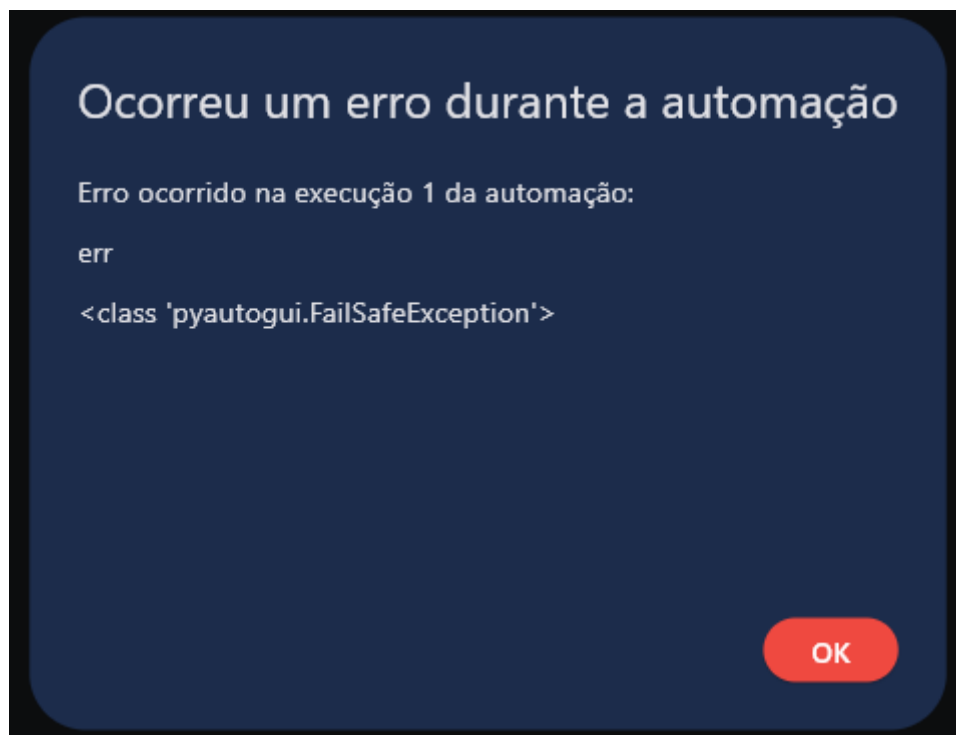 Ocorreu um erro durante a automação
Erro ocorrido na execução 1 da automação:
err
<class 'pyautogui.FailSafeException'>
OK